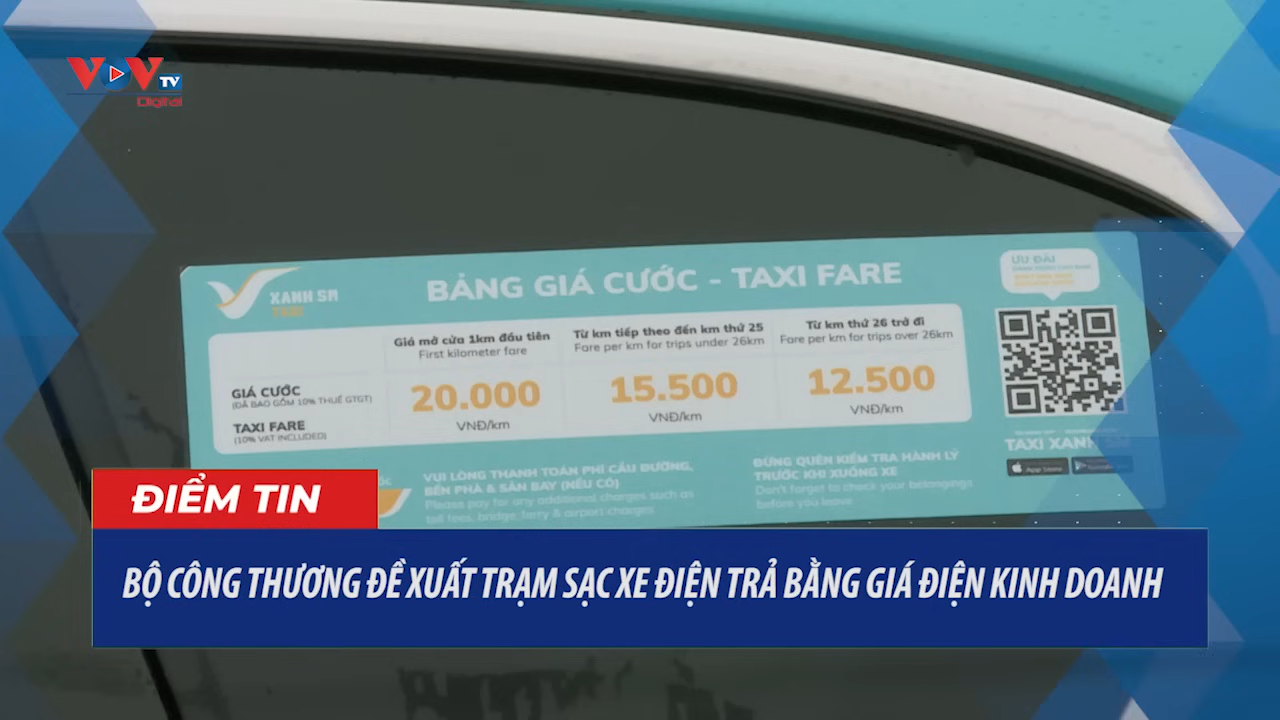 VOV TV
Digital
XANH SM
TAXI
BẢNG GIÁ CƯỚC - TAXI FARE
ƯU ĐÃI
Giá mở cửa 1km đầu tiên
First kilometer fare
Từ km tiếp theo đến km thứ 25
Fare per km for trips under 26km
Từ km thứ 26 trở đi
Fare per km for trips over 26km
GIÁ CƯỚC
(ĐÃ BAO GỒM 10% THUẾ GTGT)
TAXI FARE
(10% VAT INCLUDED)
20.000
VNĐ/km
15.500
VNĐ/km
12.500
VNĐ/km
TAXI XANH SM
App Store
VUI LÒNG THANH TOÁN PHÍ CẦU ĐƯỜNG,
BẾN PHÀ & SÂN BAY (NẾU CÓ)
Please pay for any additional charges such as
toll fees, bridge, ferry & airport charges
ĐỪNG QUÊN KIỂM TRA HÀNH LÝ
TRƯỚC KHI XUỐNG XE
Don't forget to check your belongings
before you leave
ĐIỂM TIN
BỘ CÔNG THƯƠNG ĐỀ XUẤT TRẠM SẠC XE ĐIỆN TRẢ BẰNG GIÁ ĐIỆN KINH DOANH